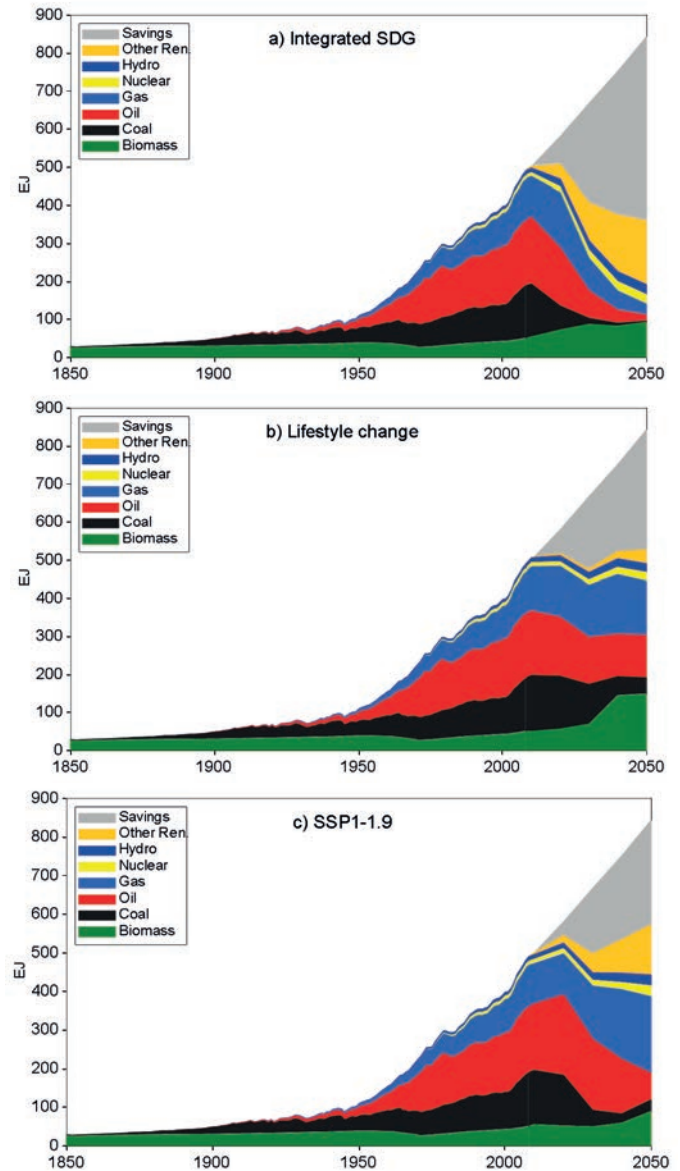 900
800
700
600
500
400
300
200
100
0
EJ
a) Integrated SDG
Savings
Other Ren.
Hydro
Nuclear
Gas
Oil
Coal
Biomass
1850 1900 1950 2000 2050
900
800
700
600
500
400
300
200
100
0
EJ
b) Lifestyle change
Savings
Other Ren.
Hydro
Nuclear
Gas
Oil
Coal
Biomass
1850 1900 1950 2000 2050
900
800
700
600
500
400
300
200
100
0
EJ
c) SSP1-1.9
Savings
Other Ren.
Hydro
Nuclear
Gas
Oil
Coal
Biomass
1850 1900 1950 2000 2050